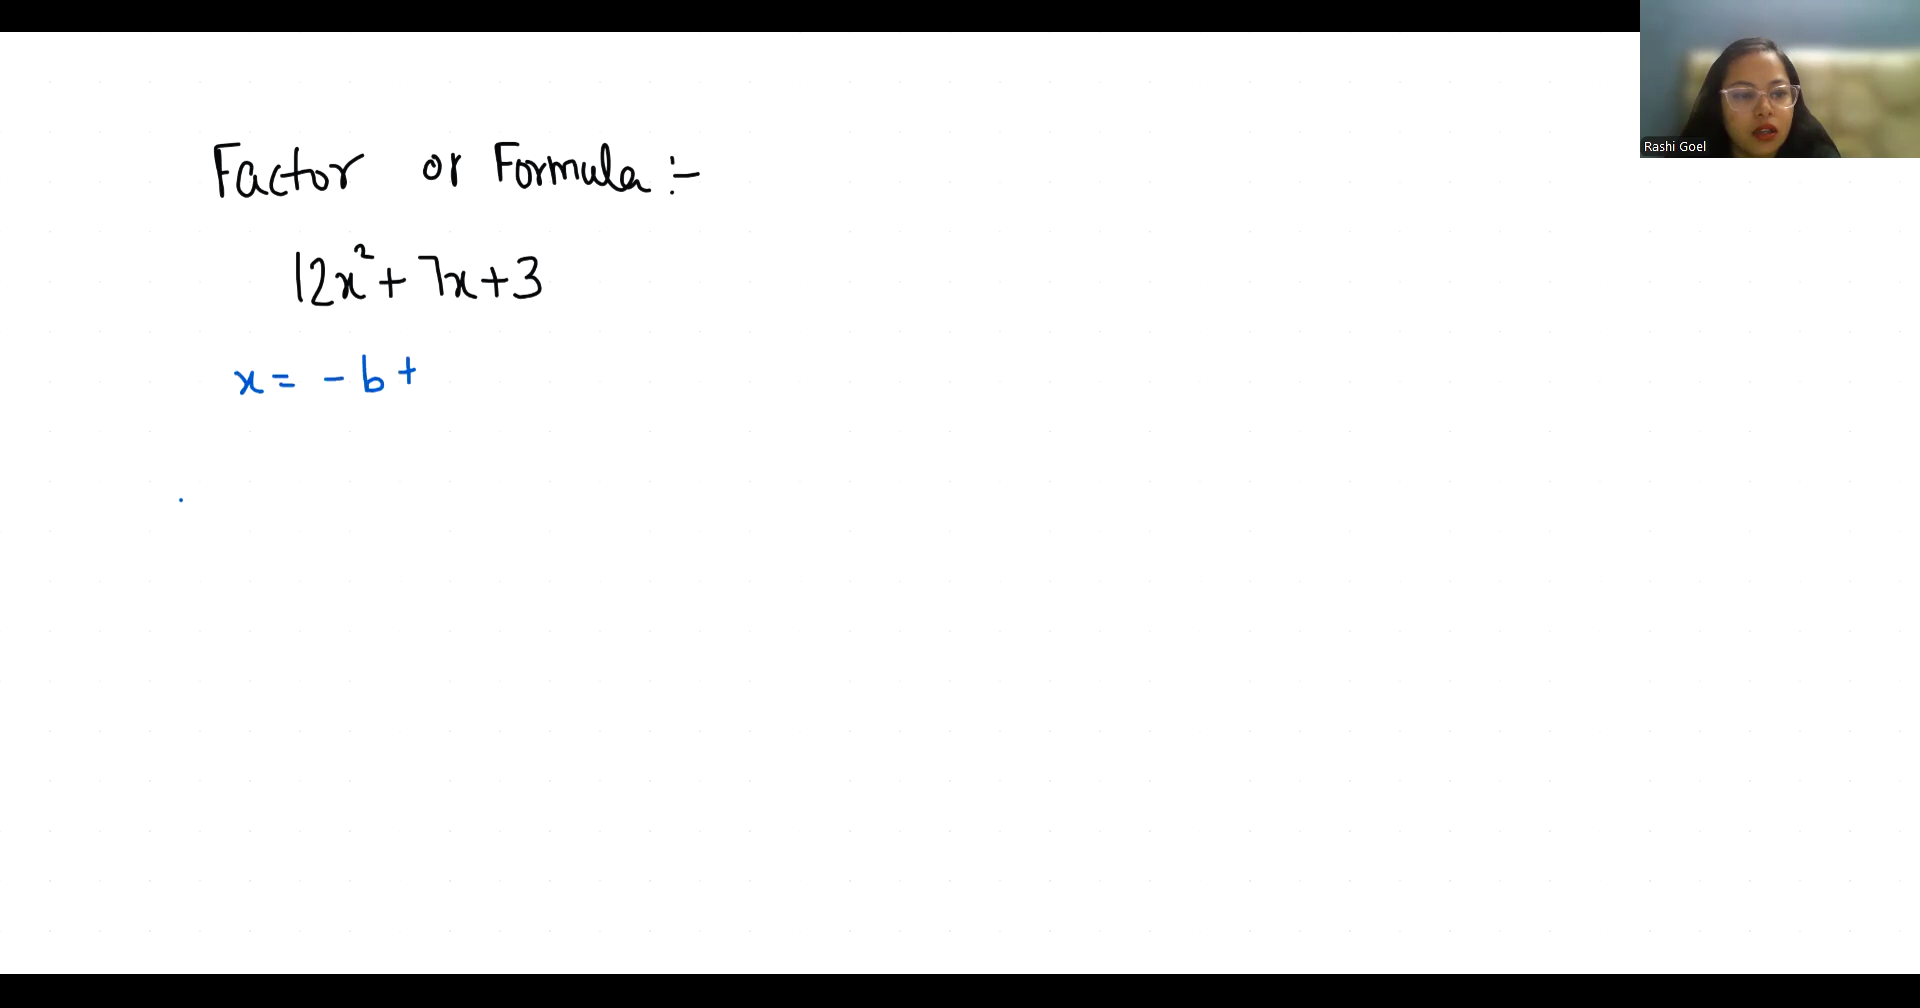 Rashi Goel
Factor or Formula :-
12x² + 7x + 3
x = - b +